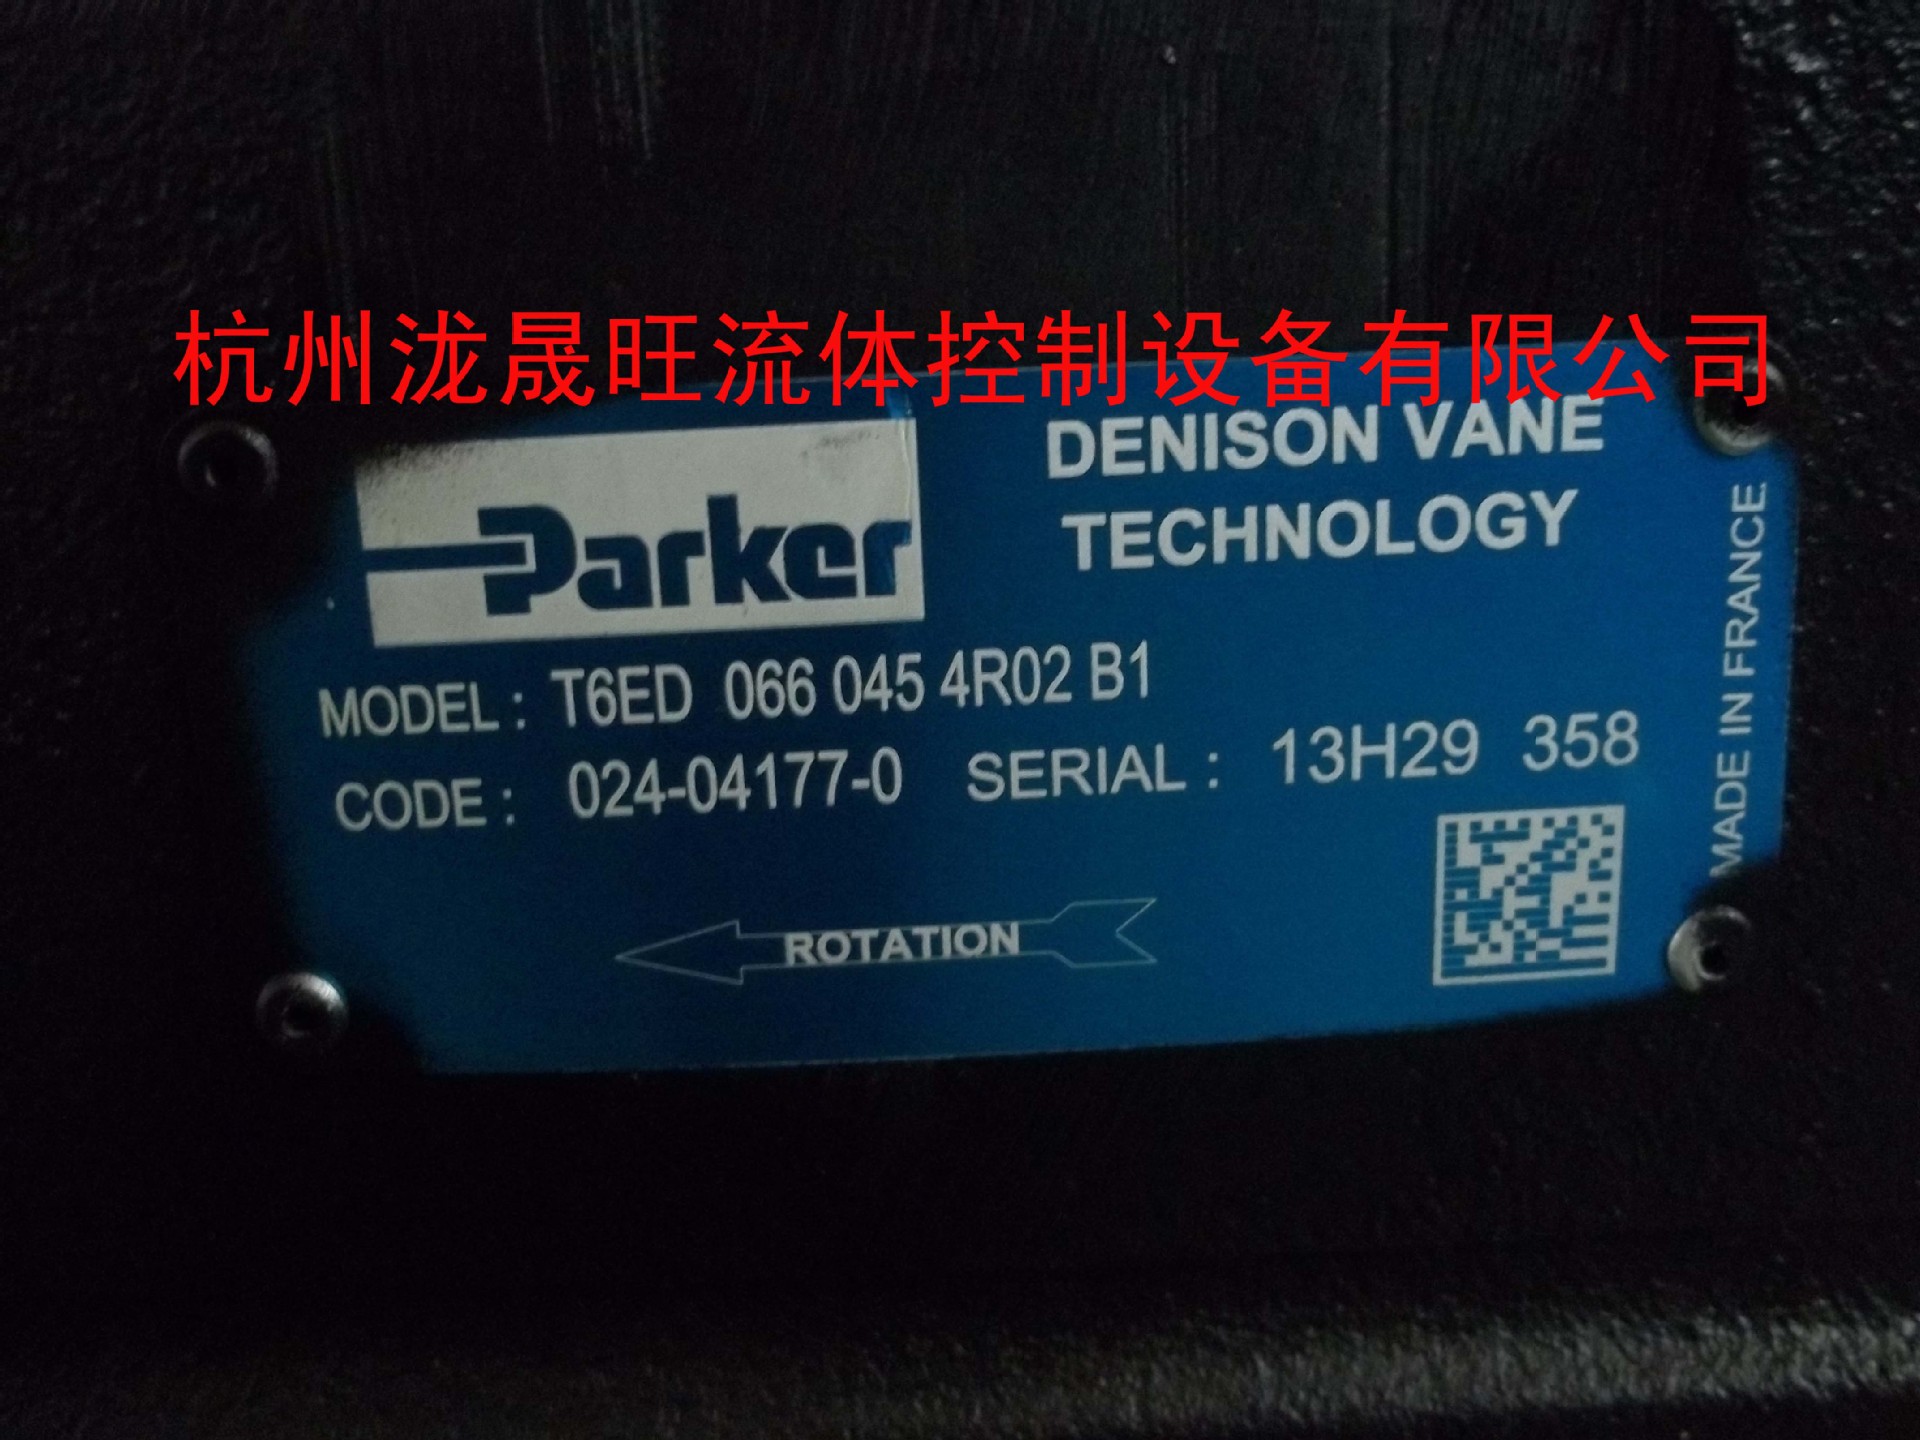 杭州泷晟旺流体控制设备有限公司
Parker
DENISON VANE
TECHNOLOGY
MODEL : T6ED 066 045 4R02 B1
CODE : 024-04177-0 SERIAL : 13H29 358
ROTATION
MADE IN FRANCE